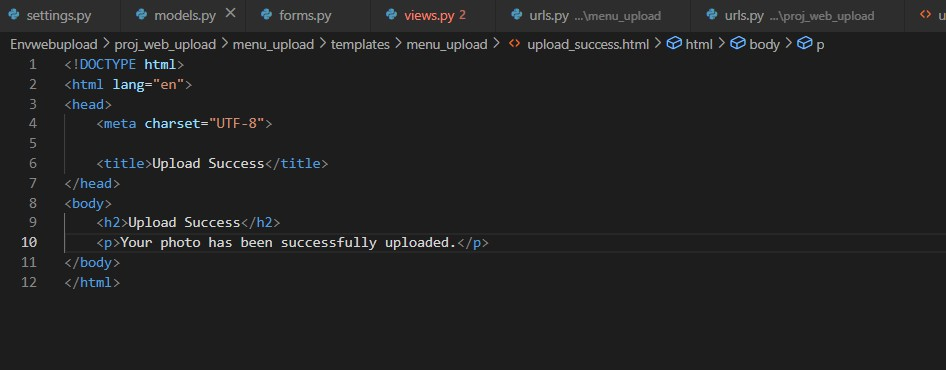 settings.py models.py forms.py views.py 2 urls.py ...\menu_upload urls.py ...\proj_web_upload
Envwebupload > proj_web_upload > menu_upload > templates > menu_upload > upload_success.html > html > body > p
1 <!DOCTYPE html>
2 <html lang="en">
3 <head>
4 <meta charset="UTF-8">
5
6 <title>Upload Success</title>
7 </head>
8 <body>
9 <h2>Upload Success</h2>
10 <p>Your photo has been successfully uploaded.</p>
11 </body>
12 </html>